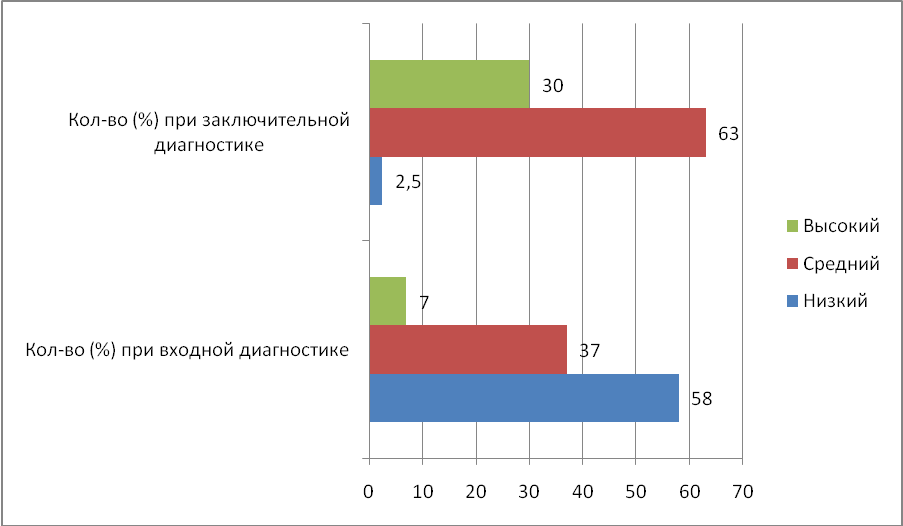 30
Кол-во (%) при заключительной
диагностике
63
2,5
Высокий
Средний
Низкий
7
Кол-во (%) при входной диагностике
37
58
0 10 20 30 40 50 60 70